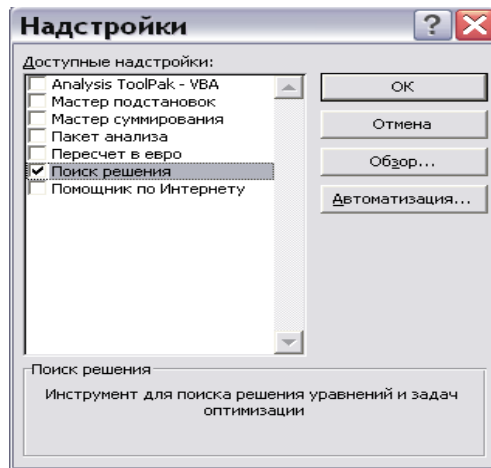 Надстройки
Доступные надстройки:
Analysis ToolPak - VBA
Мастер подстановок
Мастер суммирования
Пакет анализа
Пересчет в евро
Поиск решения
Помощник по Интернету
ОК
Отмена
Обзор...
Автоматизация...
Поиск решения
Инструмент для поиска решения уравнений и задач
оптимизации